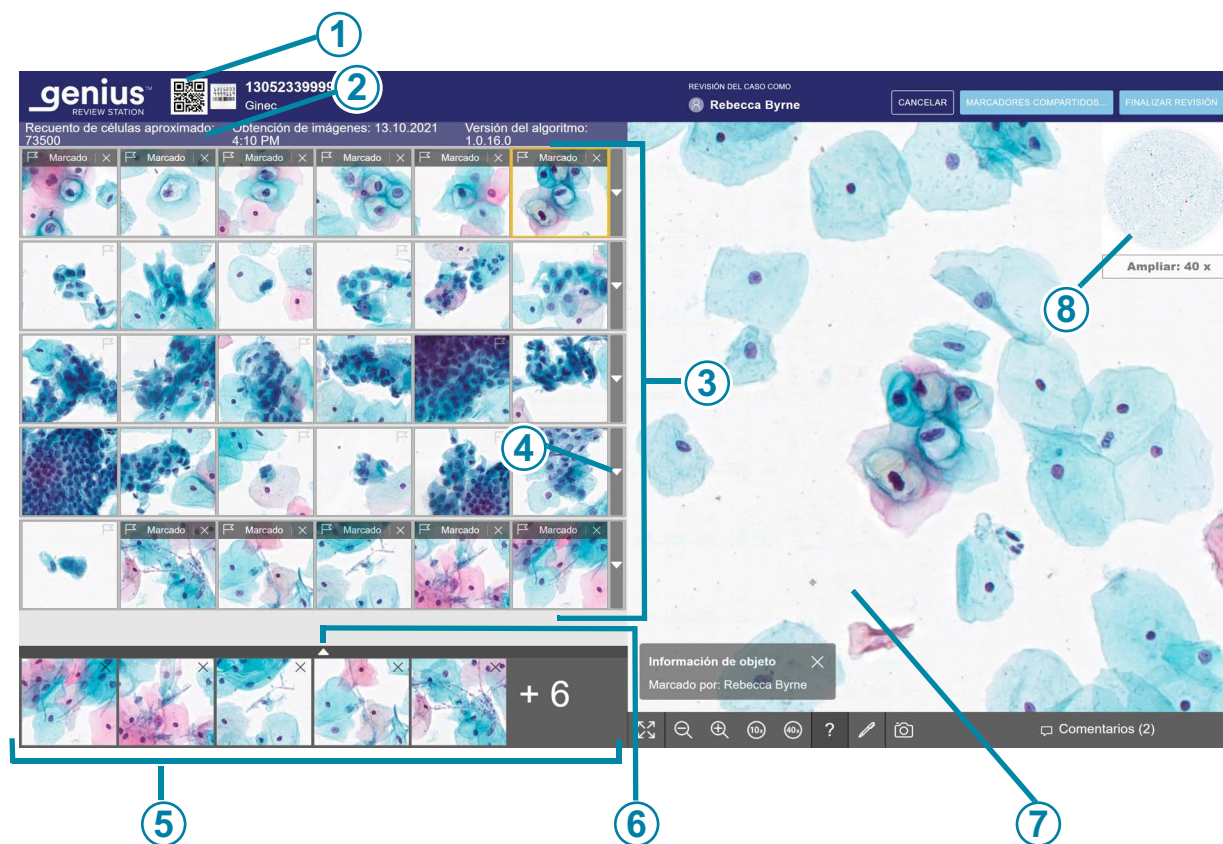 1
genius™
REVIEW STATION
13052339999
Ginec
2
REVISIÓN DEL CASO COMO
Rebecca Byrne
CANCELAR
MARCADORES COMPARTIDOS...
FINALIZAR REVISIÓN
Recuento de células aproximado: 73500
Obtención de imágenes: 13.10.2021 4:10 PM
Versión del algoritmo: 1.0.16.0
Marcado
Marcado
Marcado
Marcado
Marcado
Marcado
Ampliar: 40 x
8
3
4
Marcado
Marcado
Marcado
Marcado
Marcado
+ 6
Información de objeto
Marcado por: Rebecca Byrne
10x
40x
?
Comentarios (2)
5
6
7